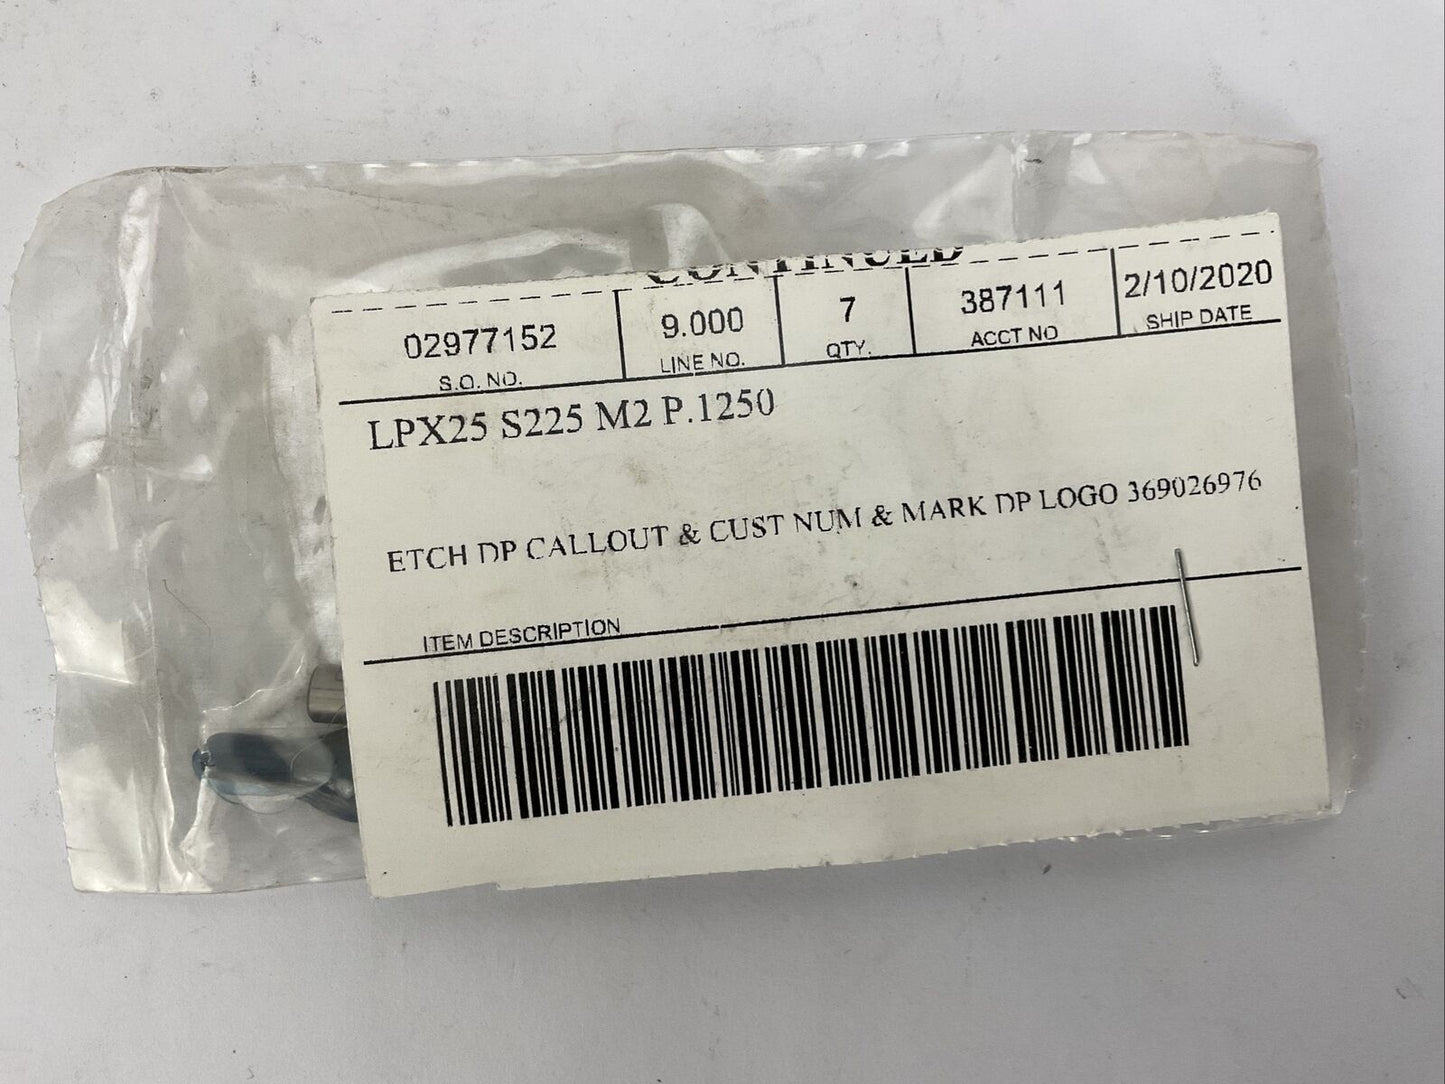 CONTINUED
02977152 9.000 7 387111 2/10/2020
S.O. NO. LINE NO. QTY. ACCT NO SHIP DATE
LPX25 S225 M2 P.1250
ETCH DP CALLOUT & CUST NUM & MARK DP LOGO 369026976
ITEM DESCRIPTION